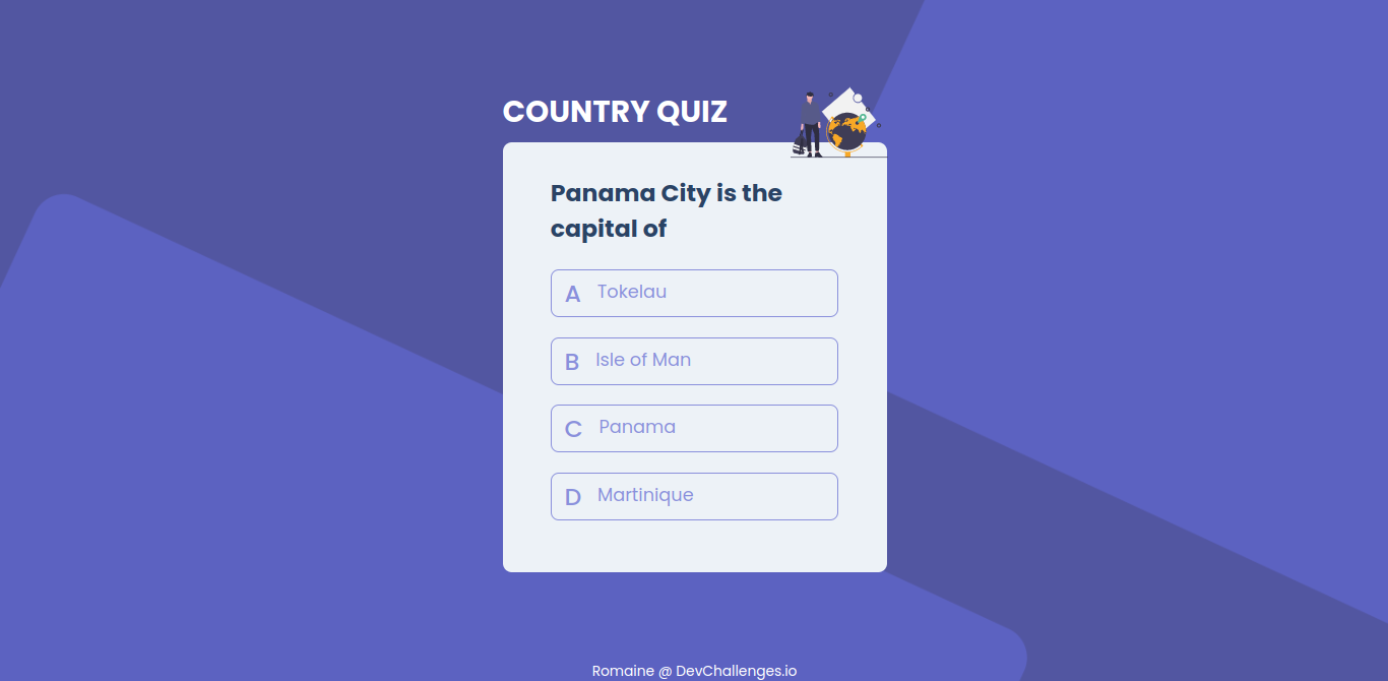 COUNTRY QUIZ
Panama City is the
capital of
A Tokelau
B Isle of Man
C Panama
D Martinique
Romaine @ DevChallenges.io